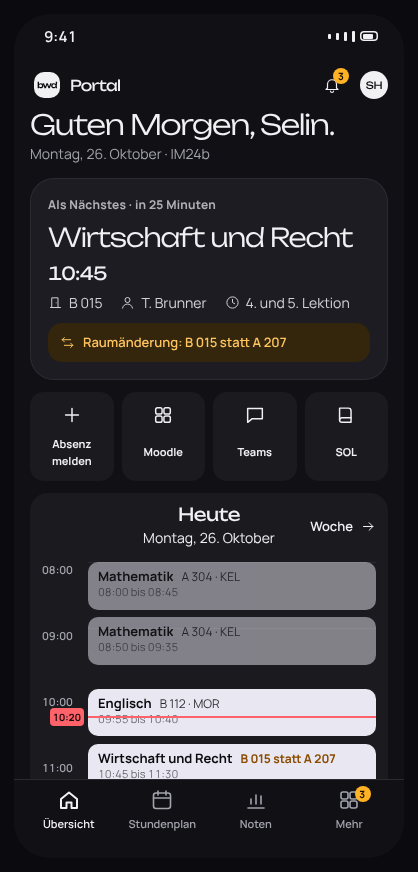 9:41
bwd Portal 3 SH
Guten Morgen, Selin.
Montag, 26. Oktober · IM24b
Als Nächstes · in 25 Minuten
Wirtschaft und Recht
10:45
B 015 T. Brunner 4. und 5. Lektion
Raumänderung: B 015 statt A 207
Absenz melden
Moodle
Teams
SOL
Heute
Montag, 26. Oktober
Woche
08:00
Mathematik A 304 · KEL
08:00 bis 08:45
09:00
Mathematik A 304 · KEL
08:50 bis 09:35
10:00
Englisch B 112 · MOR
10:20
09:55 bis 10:40
Wirtschaft und Recht B 015 statt A 207
11:00
10:45 bis 11:30
3
Übersicht Stundenplan Noten Mehr